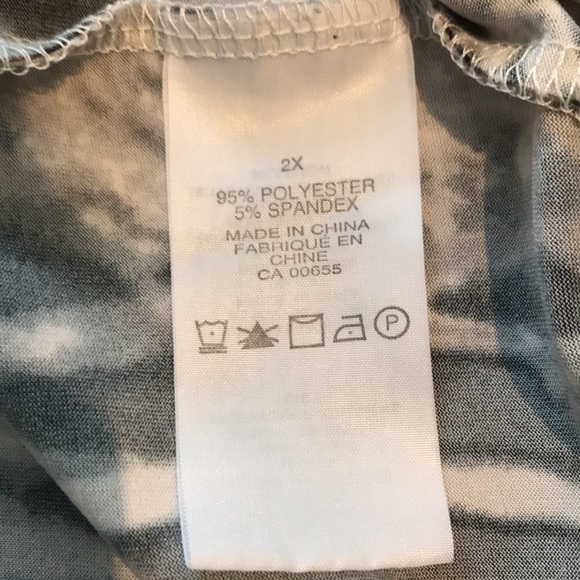 2X
95% POLYESTER
5% SPANDEX
MADE IN CHINA
FABRIQUÉ EN
CHINE
CA 00655
P